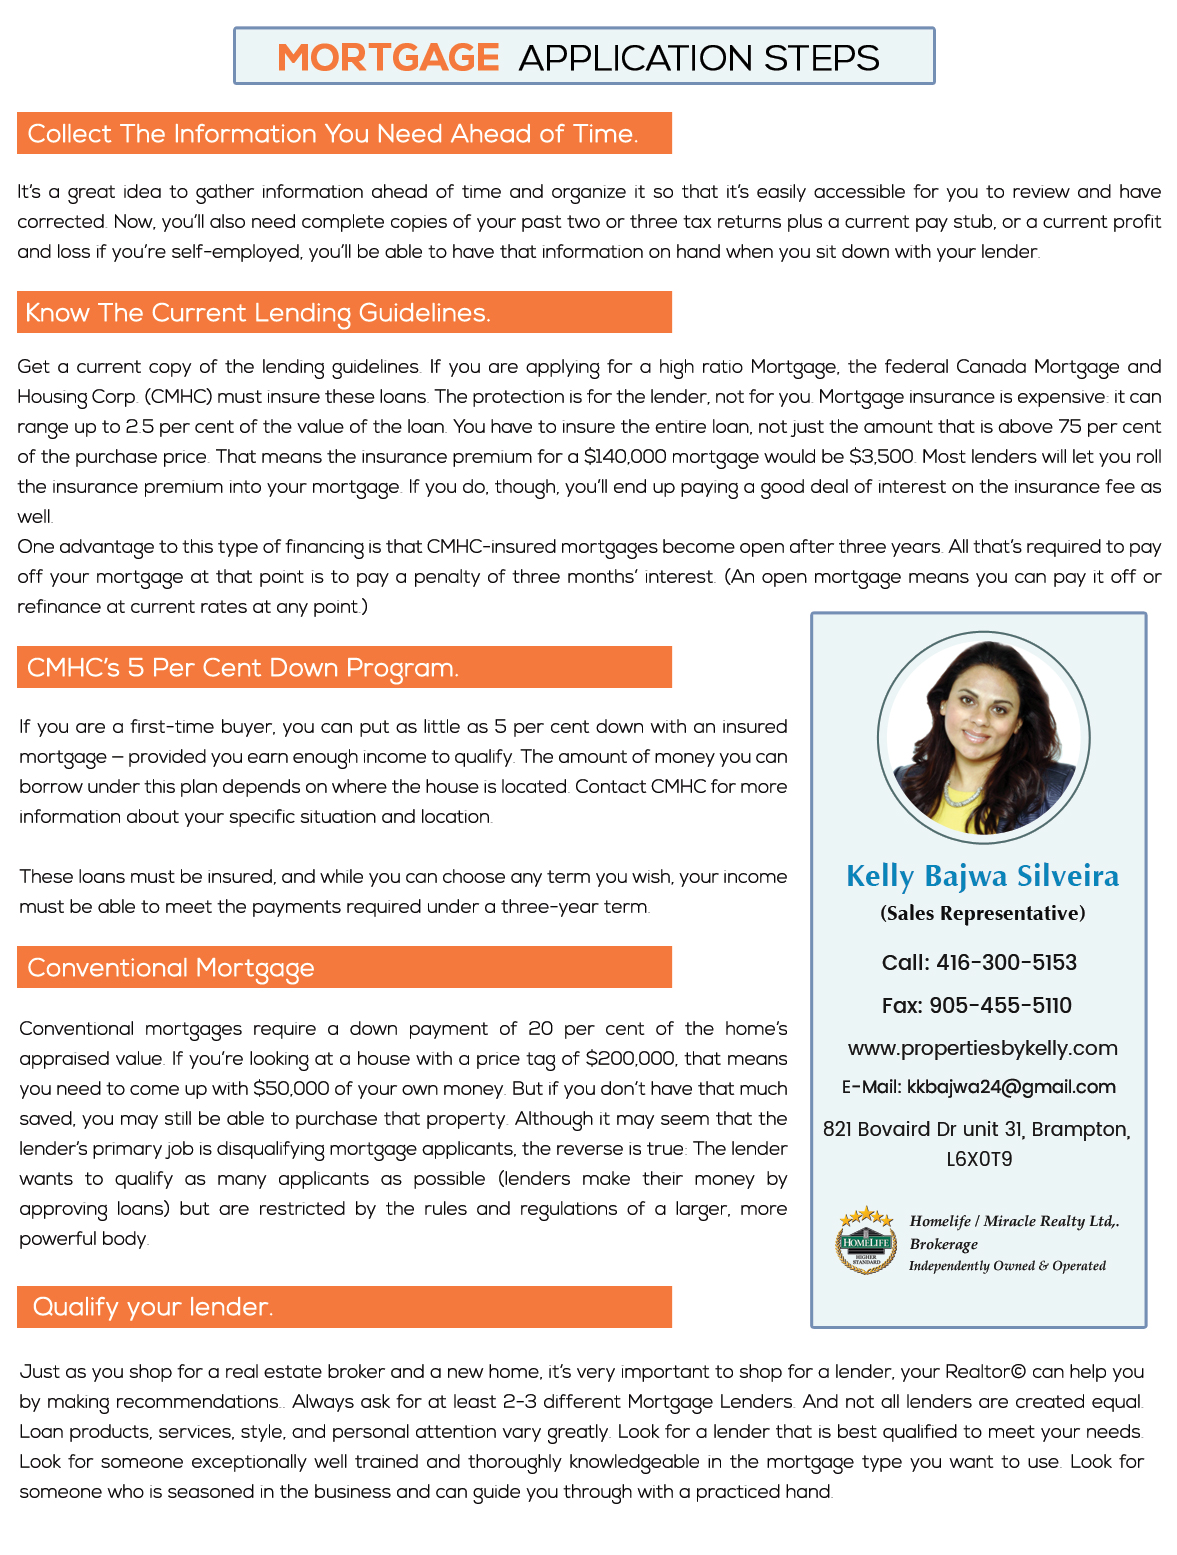 MORTGAGE APPLICATION STEPS
Collect The Information You Need Ahead of Time.
It's a great idea to gather information ahead of time and organize it so that it's easily accessible for you to review and have
corrected. Now, you'll also need complete copies of your past two or three tax returns plus a current pay stub, or a current profit
and loss if you're self-employed, you'll be able to have that information on hand when you sit down with your lender.
Know The Current Lending Guidelines.
Get a current copy of the lending guidelines. If you are applying for a high ratio Mortgage, the federal Canada Mortgage and
Housing Corp. (CMHC) must insure these loans. The protection is for the lender, not for you. Mortgage insurance is expensive: it can
range up to 2.5 per cent of the value of the loan. You have to insure the entire loan, not just the amount that is above 75 per cent
of the purchase price. That means the insurance premium for a $140,000 mortgage would be $3,500. Most lenders will let you roll
the insurance premium into your mortgage. If you do, though, you'll end up paying a good deal of interest on the insurance fee as
well.
One advantage to this type of financing is that CMHC-insured mortgages become open after three years. All that's required to pay
off your mortgage at that point is to pay a penalty of three months' interest. (An open mortgage means you can pay it off or
refinance at current rates at any point.)
CMHC's 5 Per Cent Down Program.
If you are a first-time buyer, you can put as little as 5 per cent down with an insured
mortgage – provided you earn enough income to qualify. The amount of money you can
borrow under this plan depends on where the house is located. Contact CMHC for more
information about your specific situation and location.
These loans must be insured, and while you can choose any term you wish, your income
must be able to meet the payments required under a three-year term.
Conventional Mortgage
Conventional mortgages require a down payment of 20 per cent of the home's
appraised value. If you're looking at a house with a price tag of $200,000, that means
you need to come up with $50,000 of your own money. But if you don't have that much
saved, you may still be able to purchase that property. Although it may seem that the
lender's primary job is disqualifying mortgage applicants, the reverse is true: The lender
wants to qualify as many applicants as possible (lenders make their money by
approving loans) but are restricted by the rules and regulations of a larger, more
powerful body.
Kelly Bajwa Silveira
(Sales Representative)
Call: 416-300-5153
Fax: 905-455-5110
www.propertiesbykelly.com
E-Mail: kkbajwa24@gmail.com
821 Bovaird Dr unit 31, Brampton,
L6X0T9
HOMELIFE
HIGHER
STANDARD
Homelife / Miracle Realty Ltd,.
Brokerage
Independently Owned & Operated
Qualify your lender.
Just as you shop for a real estate broker and a new home, it's very important to shop for a lender, your Realtor© can help you
by making recommendations.. Always ask for at least 2-3 different Mortgage Lenders. And not all lenders are created equal.
Loan products, services, style, and personal attention vary greatly. Look for a lender that is best qualified to meet your needs.
Look for someone exceptionally well trained and thoroughly knowledgeable in the mortgage type you want to use. Look for
someone who is seasoned in the business and can guide you through with a practiced hand.